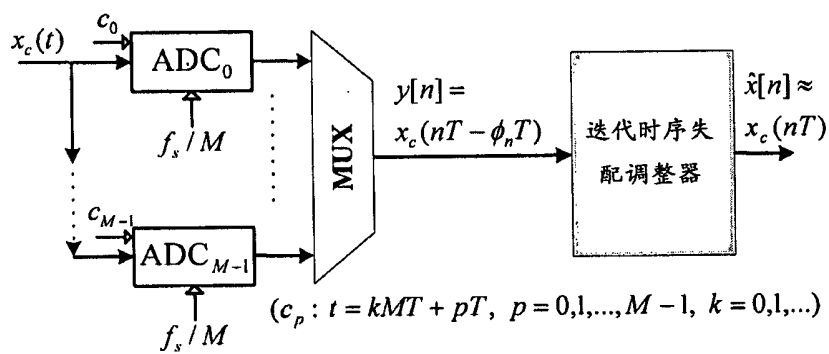 x_c(t)
c_0
ADC_0
f_s / M
c_{M-1}
ADC_{M-1}
f_s / M
MUX
y[n] =
x_c(nT − ϕ_nT)
迭代时序失
配调整器
x̂[n] ≈
x_c(nT)
(c_p : t = kMT + pT, p = 0,1,..., M − 1, k = 0,1,...)